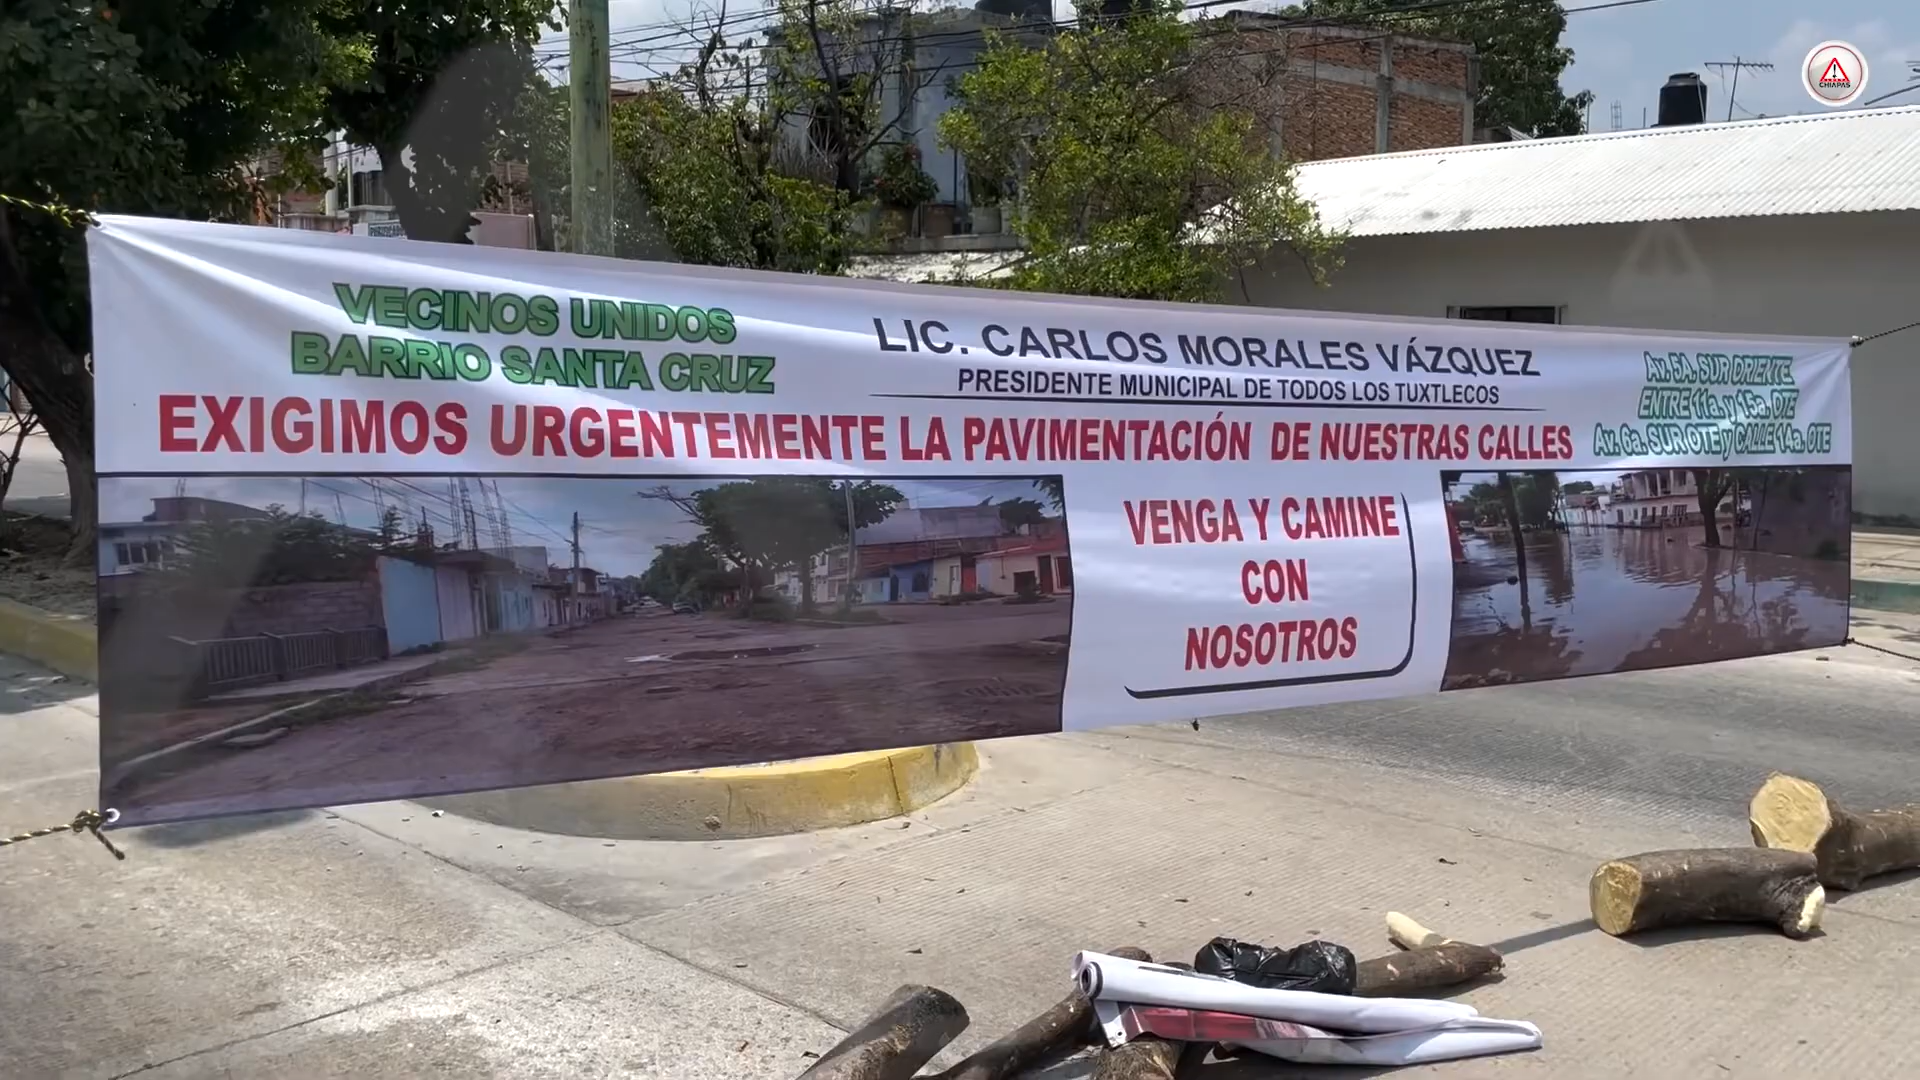 VECINOS UNIDOS
BARRIO SANTA CRUZ
LIC. CARLOS MORALES VÁZQUEZ
PRESIDENTE MUNICIPAL DE TODOS LOS TUXTLECOS
EXIGIMOS URGENTEMENTE LA PAVIMENTACIÓN DE NUESTRAS CALLES
Av. 5A. SUR ORIENTE
ENTRE 11a. y 15a. OTE
Av. 6a. SUR OTE y CALLE 14a. OTE
VENGA Y CAMINE
CON
NOSOTROS
CHIAPAS